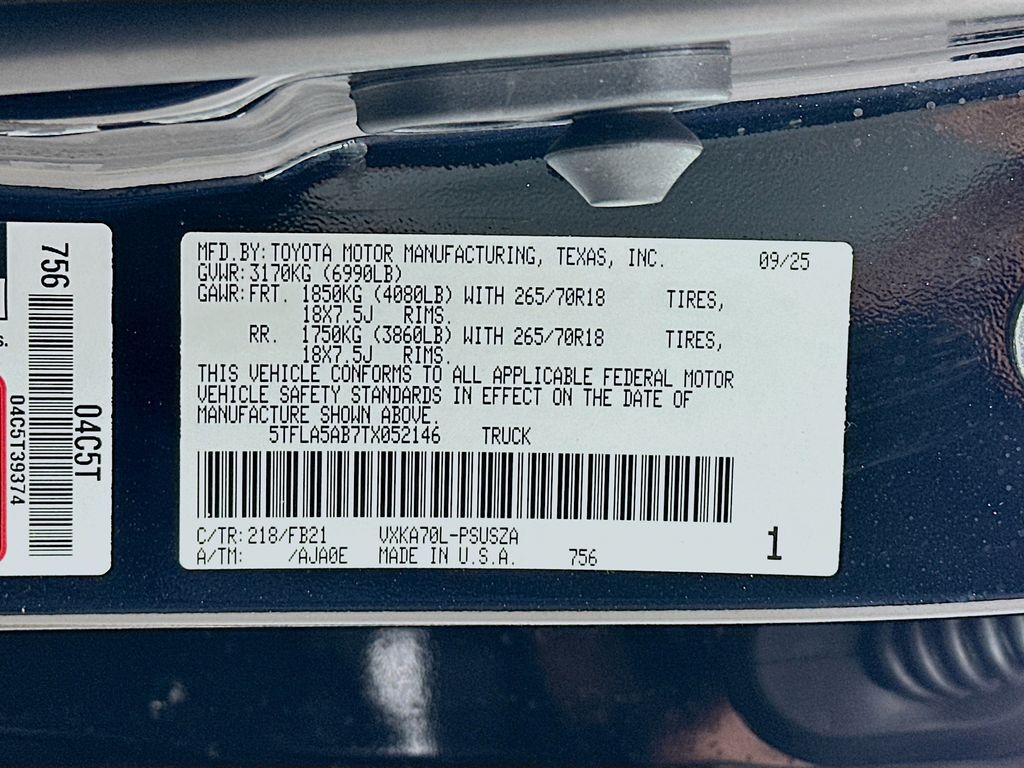 MFD.BY:TOYOTA MOTOR MANUFACTURING, TEXAS, INC. 09/25
GVWR:3170KG (6990LB)
GAWR:FRT. 1850KG (4080LB) WITH 265/70R18 TIRES,
18X7.5J RIMS.
RR. 1750KG (3860LB) WITH 265/70R18 TIRES,
18X7.5J RIMS.
THIS VEHICLE CONFORMS TO ALL APPLICABLE FEDERAL MOTOR
VEHICLE SAFETY STANDARDS IN EFFECT ON THE DATE OF
MANUFACTURE SHOWN ABOVE.
5TFLA5AB7TX052146 TRUCK
C/TR:218/FB21 VXKA70L-PSUSZA
A/TM: /AJA0E MADE IN U.S.A. 756 1
756
04C5T
04C5T39374